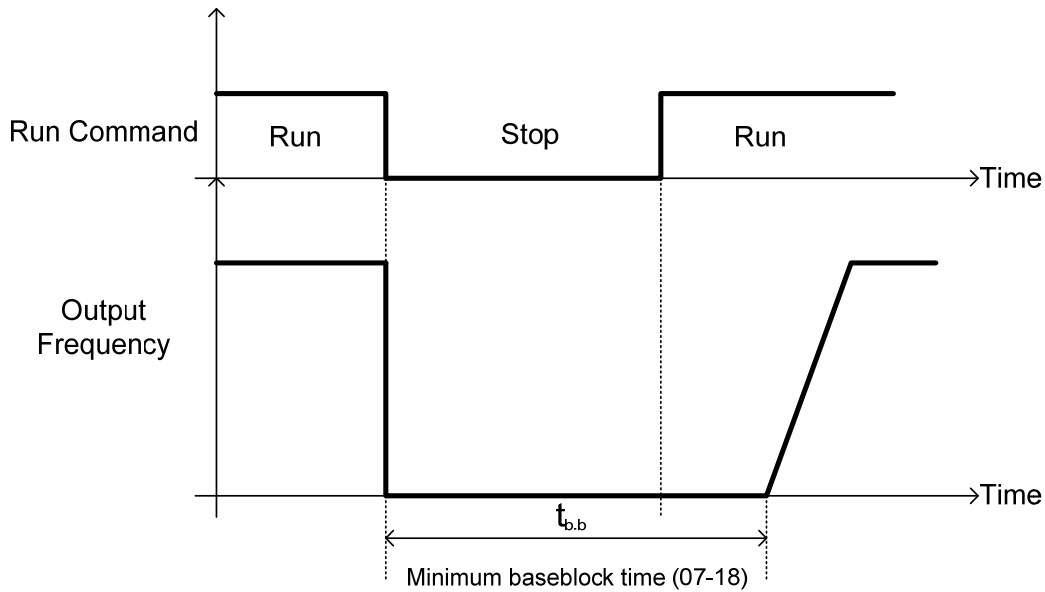 Run Command
Run
Stop
Run
Time
Output
Frequency
Time
tb.b
Minimum baseblock time (07-18)